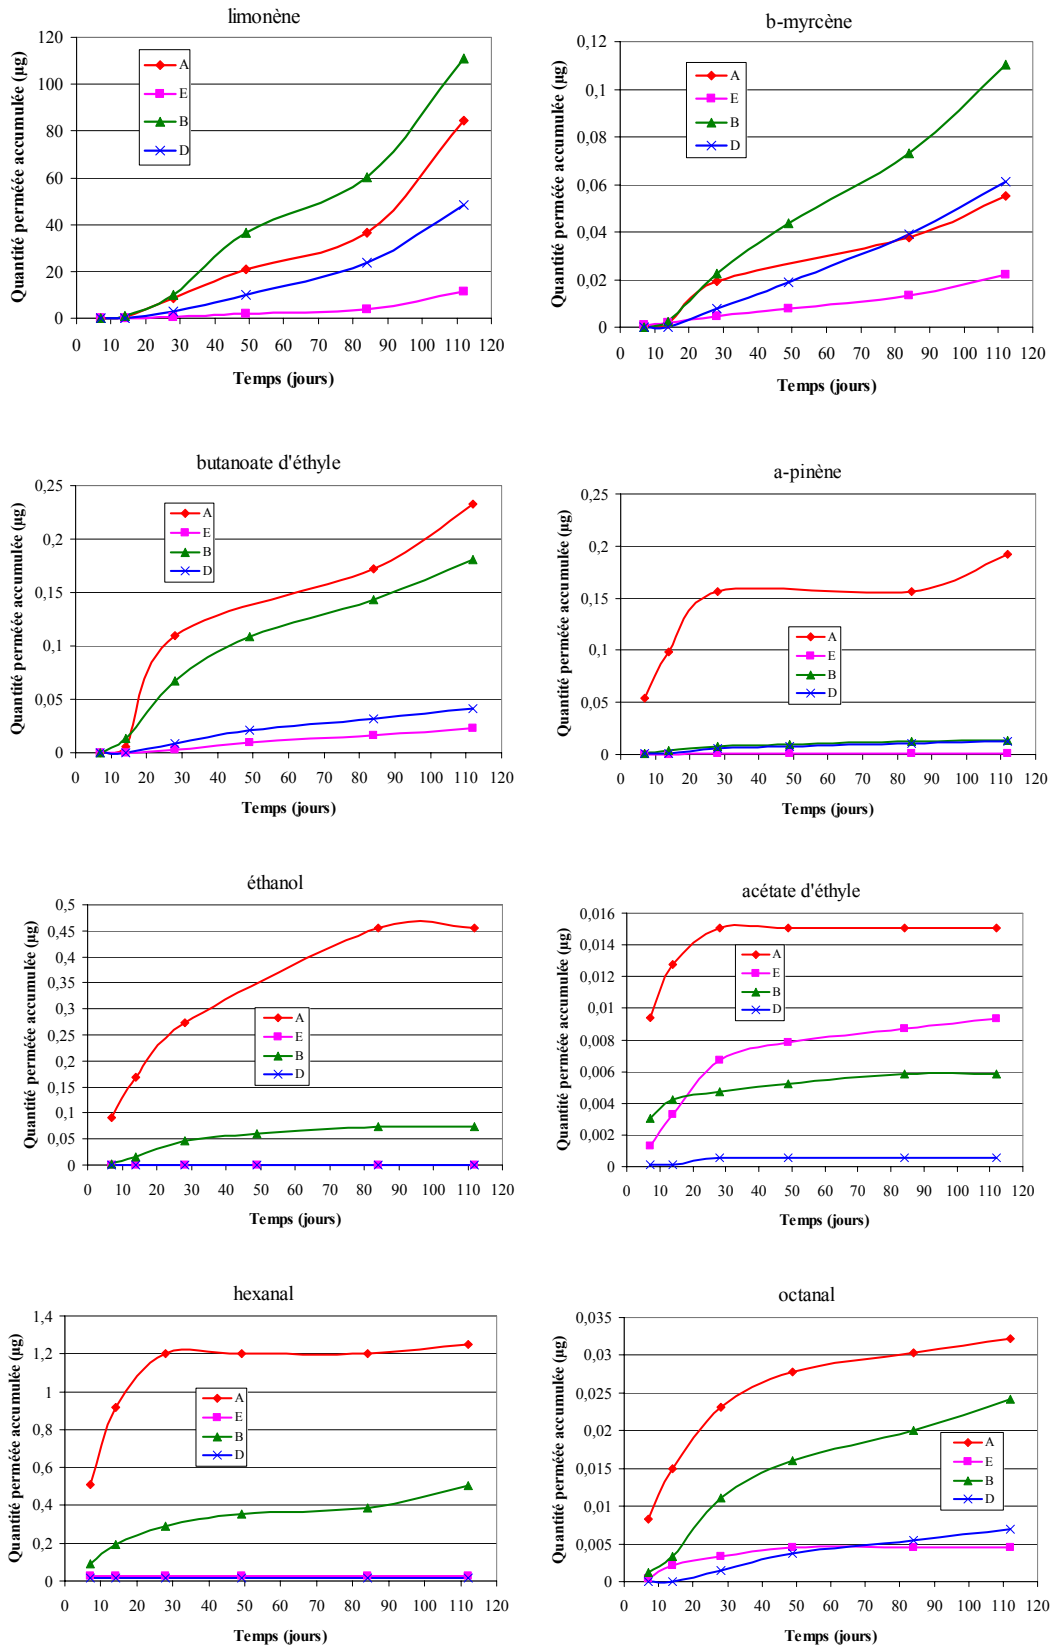 limonène
Quantité perméée accumulée (µg)
120
100
80
60
40
20
0
A
E
B
D
0 10 20 30 40 50 60 70 80 90 100 110 120
Temps (jours)
b-myrcène
Quantité perméée accumulée (µg)
0,12
0,1
0,08
0,06
0,04
0,02
0
A
E
B
D
0 10 20 30 40 50 60 70 80 90 100 110 120
Temps (jours)
butanoate d'éthyle
Quantité perméée accumulée (µg)
0,25
0,2
0,15
0,1
0,05
0
A
E
B
D
0 10 20 30 40 50 60 70 80 90 100 110 120
Temps (jours)
a-pinène
Quantité perméée accumulée (µg)
0,25
0,2
0,15
0,1
0,05
0
A
E
B
D
0 10 20 30 40 50 60 70 80 90 100 110 120
Temps (jours)
éthanol
Quantité perméée accumulée (µg)
0,5
0,45
0,4
0,35
0,3
0,25
0,2
0,15
0,1
0,05
0
A
E
B
D
0 10 20 30 40 50 60 70 80 90 100 110 120
Temps (jours)
acétate d'éthyle
Quantité perméée accumulée (µg)
0,016
0,014
0,012
0,01
0,008
0,006
0,004
0,002
0
A
E
B
D
0 10 20 30 40 50 60 70 80 90 100 110 120
Temps (jours)
hexanal
Quantité perméée accumulée (µg)
1,4
1,2
1
0,8
0,6
0,4
0,2
0
A
E
B
D
0 10 20 30 40 50 60 70 80 90 100 110 120
Temps (jours)
octanal
Quantité perméée accumulée (µg)
0,035
0,03
0,025
0,02
0,015
0,01
0,005
0
A
E
B
D
0 10 20 30 40 50 60 70 80 90 100 110 120
Temps (jours)